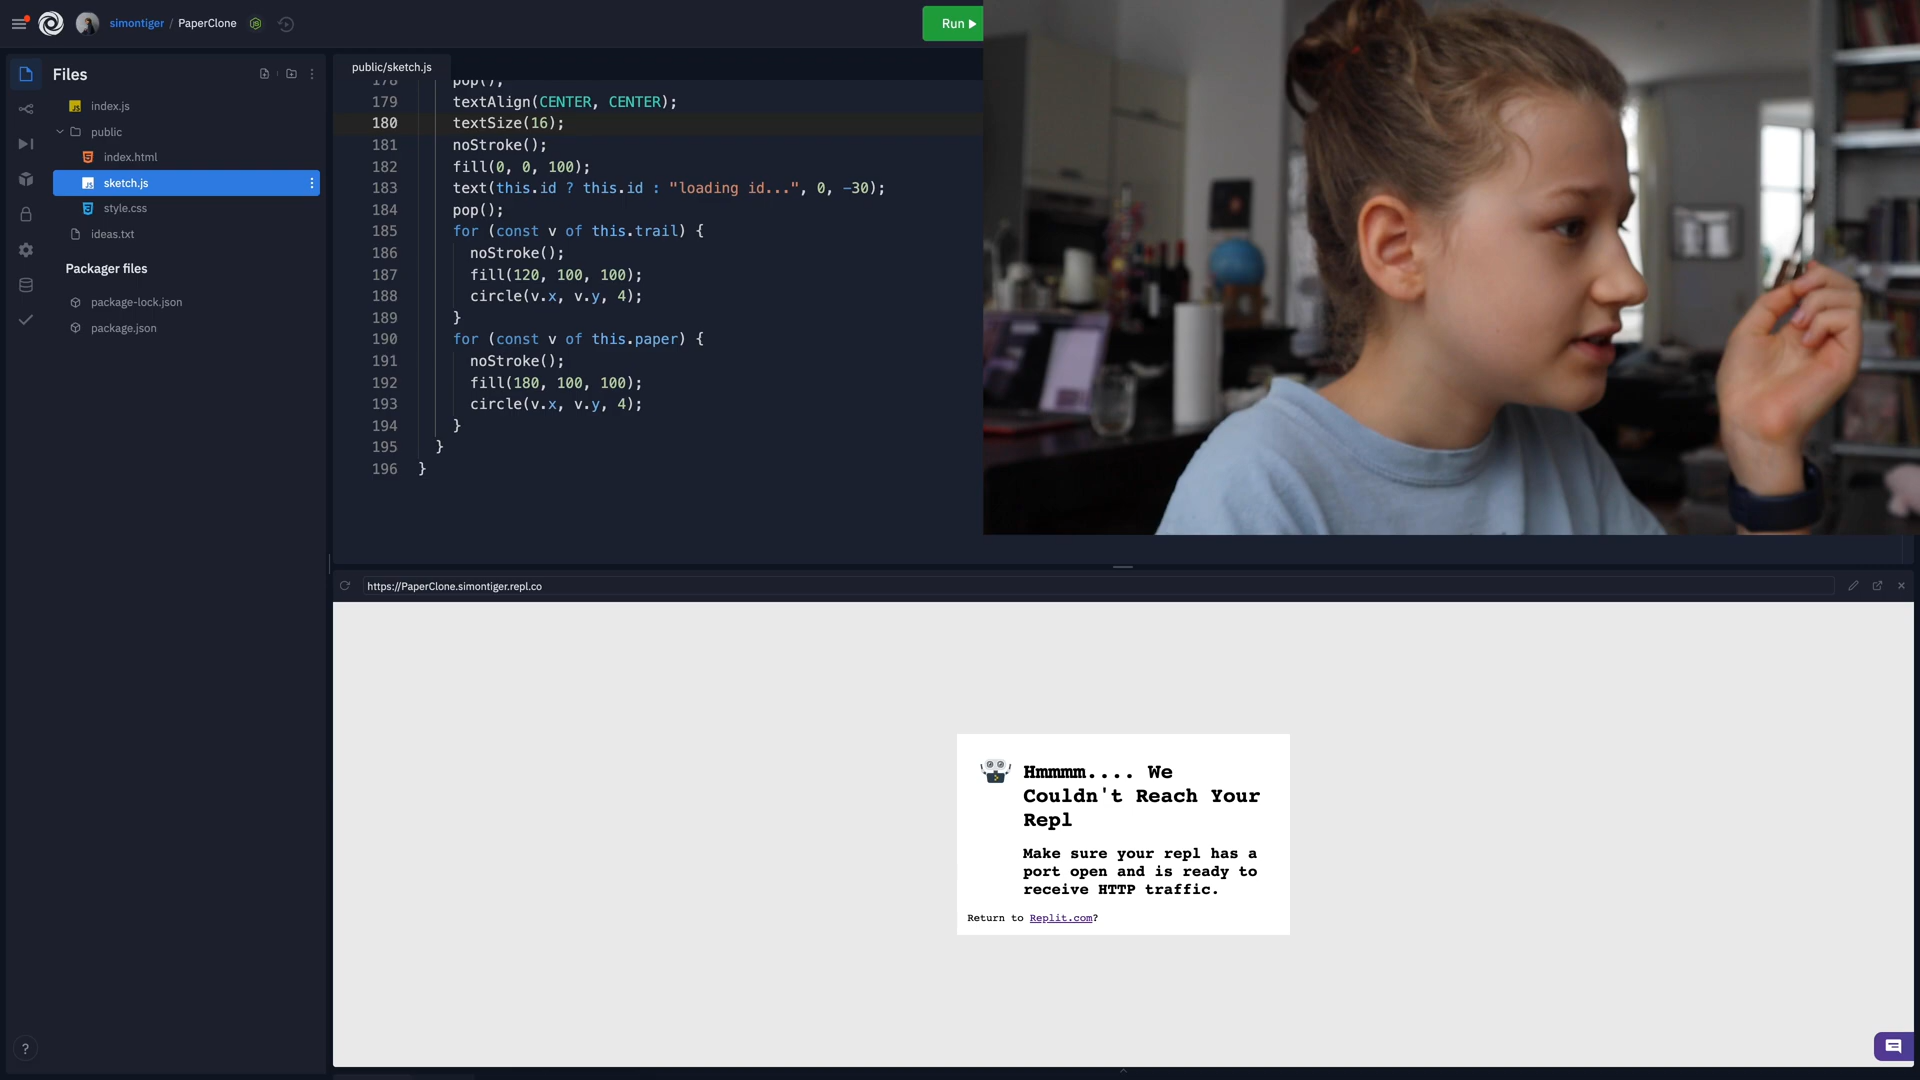 simontiger / PaperClone
Run
Files
index.js
public
index.html
sketch.js
style.css
ideas.txt
Packager files
package-lock.json
package.json
public/sketch.js
178 pop();
179 textAlign(CENTER, CENTER);
180 textSize(16);
181 noStroke();
182 fill(0, 0, 100);
183 text(this.id ? this.id : "loading id...", 0, -30);
184 pop();
185 for (const v of this.trail) {
186 noStroke();
187 fill(120, 100, 100);
188 circle(v.x, v.y, 4);
189 }
190 for (const v of this.paper) {
191 noStroke();
192 fill(180, 100, 100);
193 circle(v.x, v.y, 4);
194 }
195 }
196 }
https://PaperClone.simontiger.repl.co
Hmmmm.... We
Couldn't Reach Your
Repl
Make sure your repl has a
port open and is ready to
receive HTTP traffic.
Return to Replit.com?
?